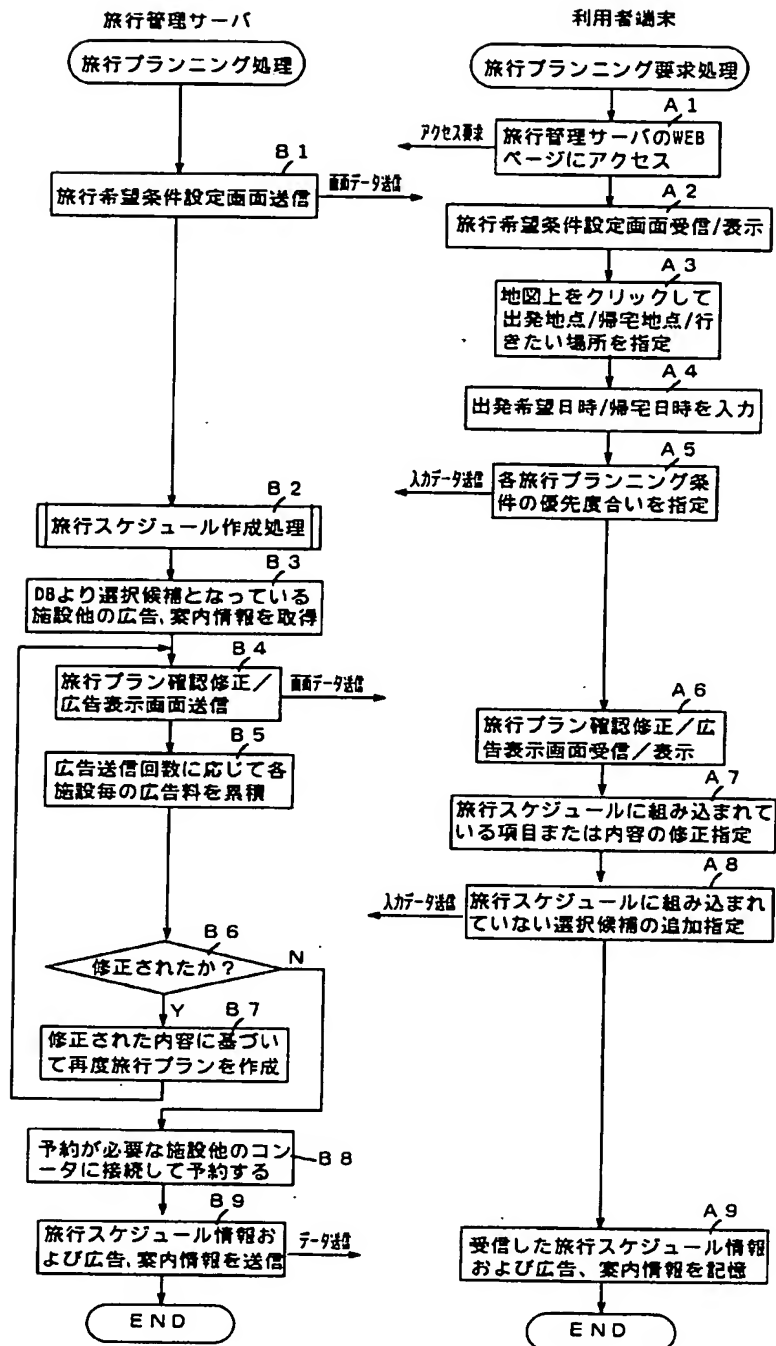 旅行管理サーバ
旅行プランニング処理
B1
旅行希望条件設定画面送信
画面データ送信
B2
旅行スケジュール作成処理
B3
DBより選択候補となっている
施設他の広告、案内情報を取得
B4
旅行プラン確認修正／
広告表示画面送信
画面データ送信
B5
広告送信回数に応じて各
施設毎の広告料を累積
B6
修正されたか？
N
Y
B7
修正された内容に基づい
て再度旅行プランを作成
予約が必要な施設他のコン
ータに接続して予約する
B8
B9
旅行スケジュール情報お
よび広告、案内情報を送信
データ送信
END
利用者端末
旅行プランニング要求処理
A1
アクセス要求
旅行管理サーバのWEB
ページにアクセス
A2
旅行希望条件設定画面受信/表示
A3
地図上をクリックして
出発地点/帰宅地点/行
きたい場所を指定
A4
出発希望日時/帰宅日時を入力
A5
入力データ送信
各旅行プランニング条
件の優先度合いを指定
A6
旅行プラン確認修正／広
告表示画面受信／表示
A7
旅行スケジュールに組み込まれて
いる項目または内容の修正指定
A8
入力データ送信
旅行スケジュールに組み込まれ
ていない選択候補の追加指定
A9
受信した旅行スケジュール情報
および広告、案内情報を記憶
END